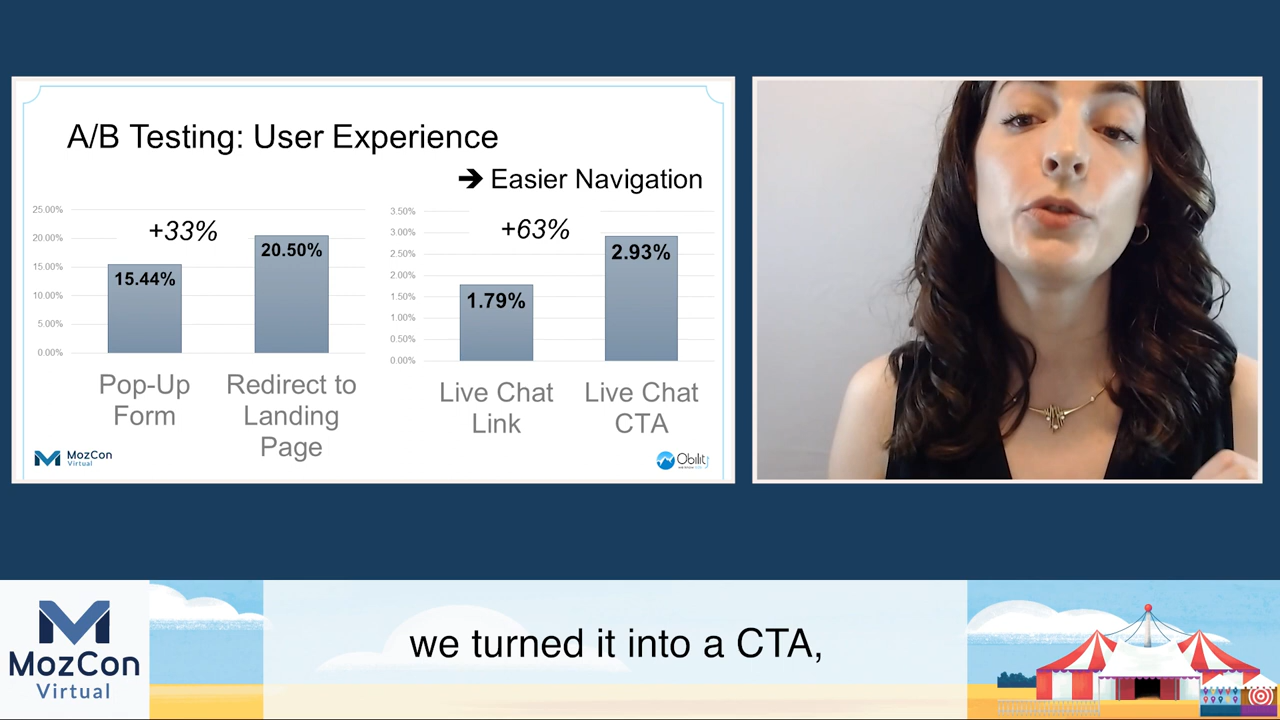 A/B Testing: User Experience
➔ Easier Navigation
25.00%
20.00%
15.00%
10.00%
5.00%
0.00%
+33%
15.44%
20.50%
Pop-Up
Form
Redirect to
Landing
Page
3.50%
3.00%
2.50%
2.00%
1.50%
1.00%
0.50%
0.00%
+63%
1.79%
2.93%
Live Chat
Link
Live Chat
CTA
MozCon
Virtual
Obility
MozCon
Virtual
we turned it into a CTA,